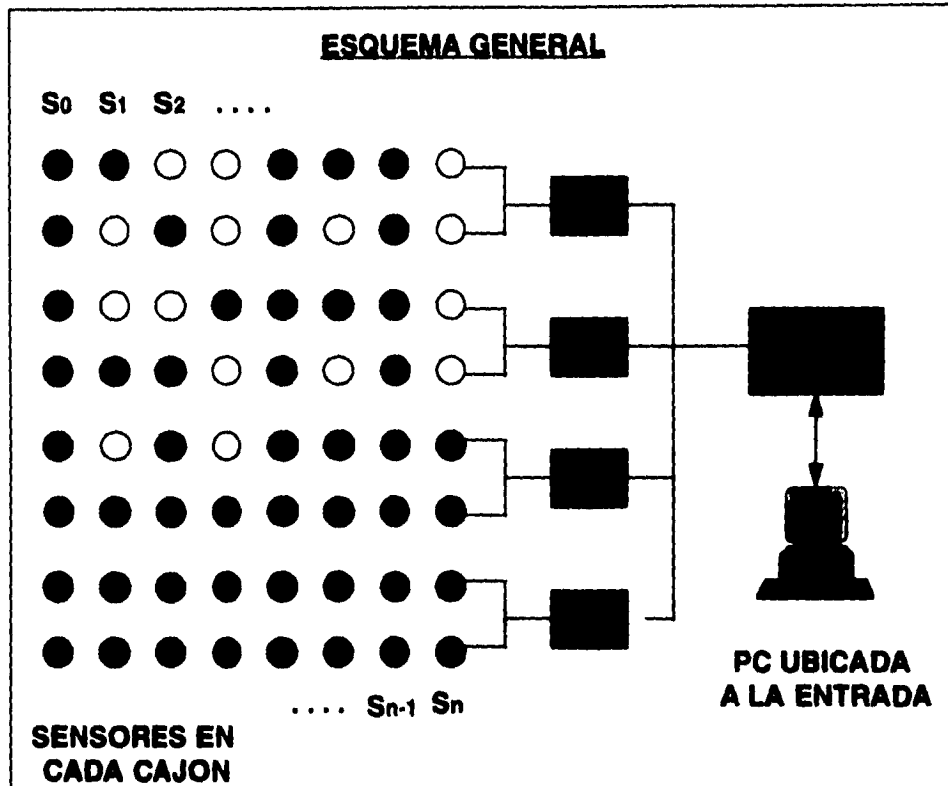 ESQUEMA GENERAL
S0 S1 S2 ....
.... Sn-1 Sn
SENSORES EN
CADA CAJON
PC UBICADA
A LA ENTRADA